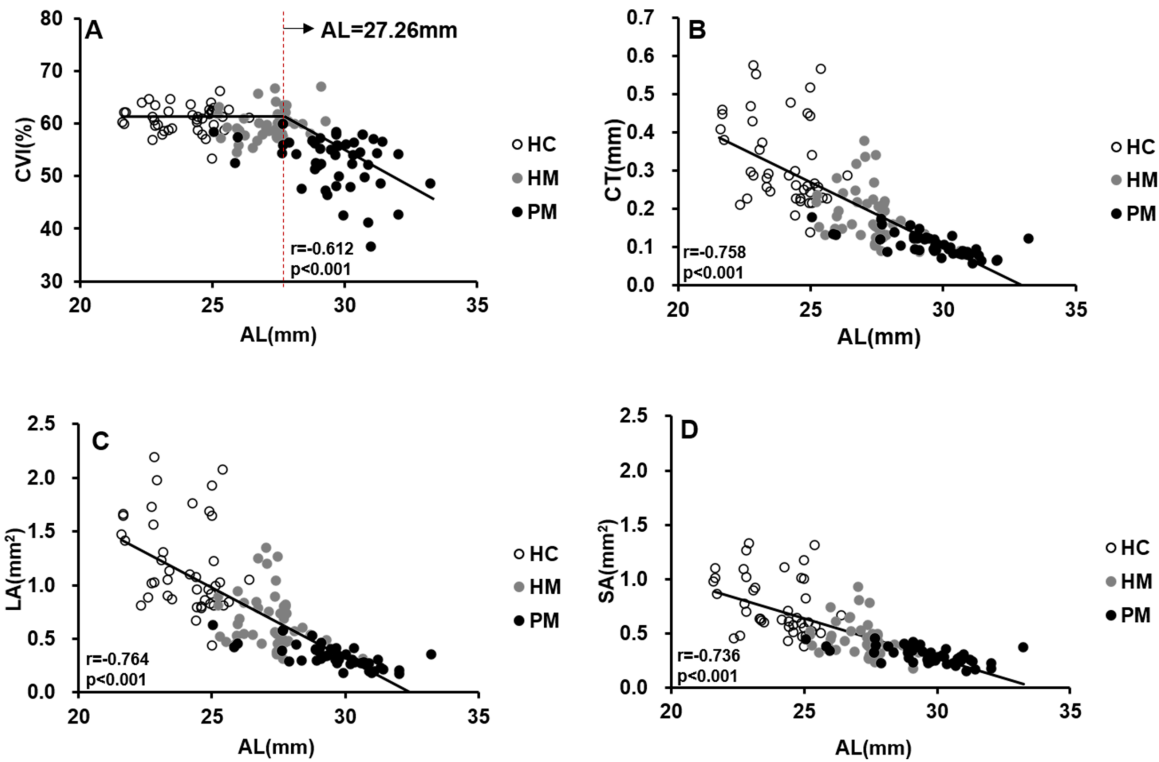 A
AL=27.26mm
80
70
60
50
40
30
CVI(%)
20
25
30
35
AL(mm)
r=-0.612
p<0.001
HC
HM
PM
B
0.7
0.6
0.5
0.4
0.3
0.2
0.1
0.0
CT(mm)
20
25
30
35
AL(mm)
r=-0.758
p<0.001
HC
HM
PM
C
2.5
2.0
1.5
1.0
0.5
0.0
LA(mm²)
20
25
30
35
AL(mm)
r=-0.764
p<0.001
HC
HM
PM
D
2.5
2.0
1.5
1.0
0.5
0.0
SA(mm²)
20
25
30
35
AL(mm)
r=-0.736
p<0.001
HC
HM
PM